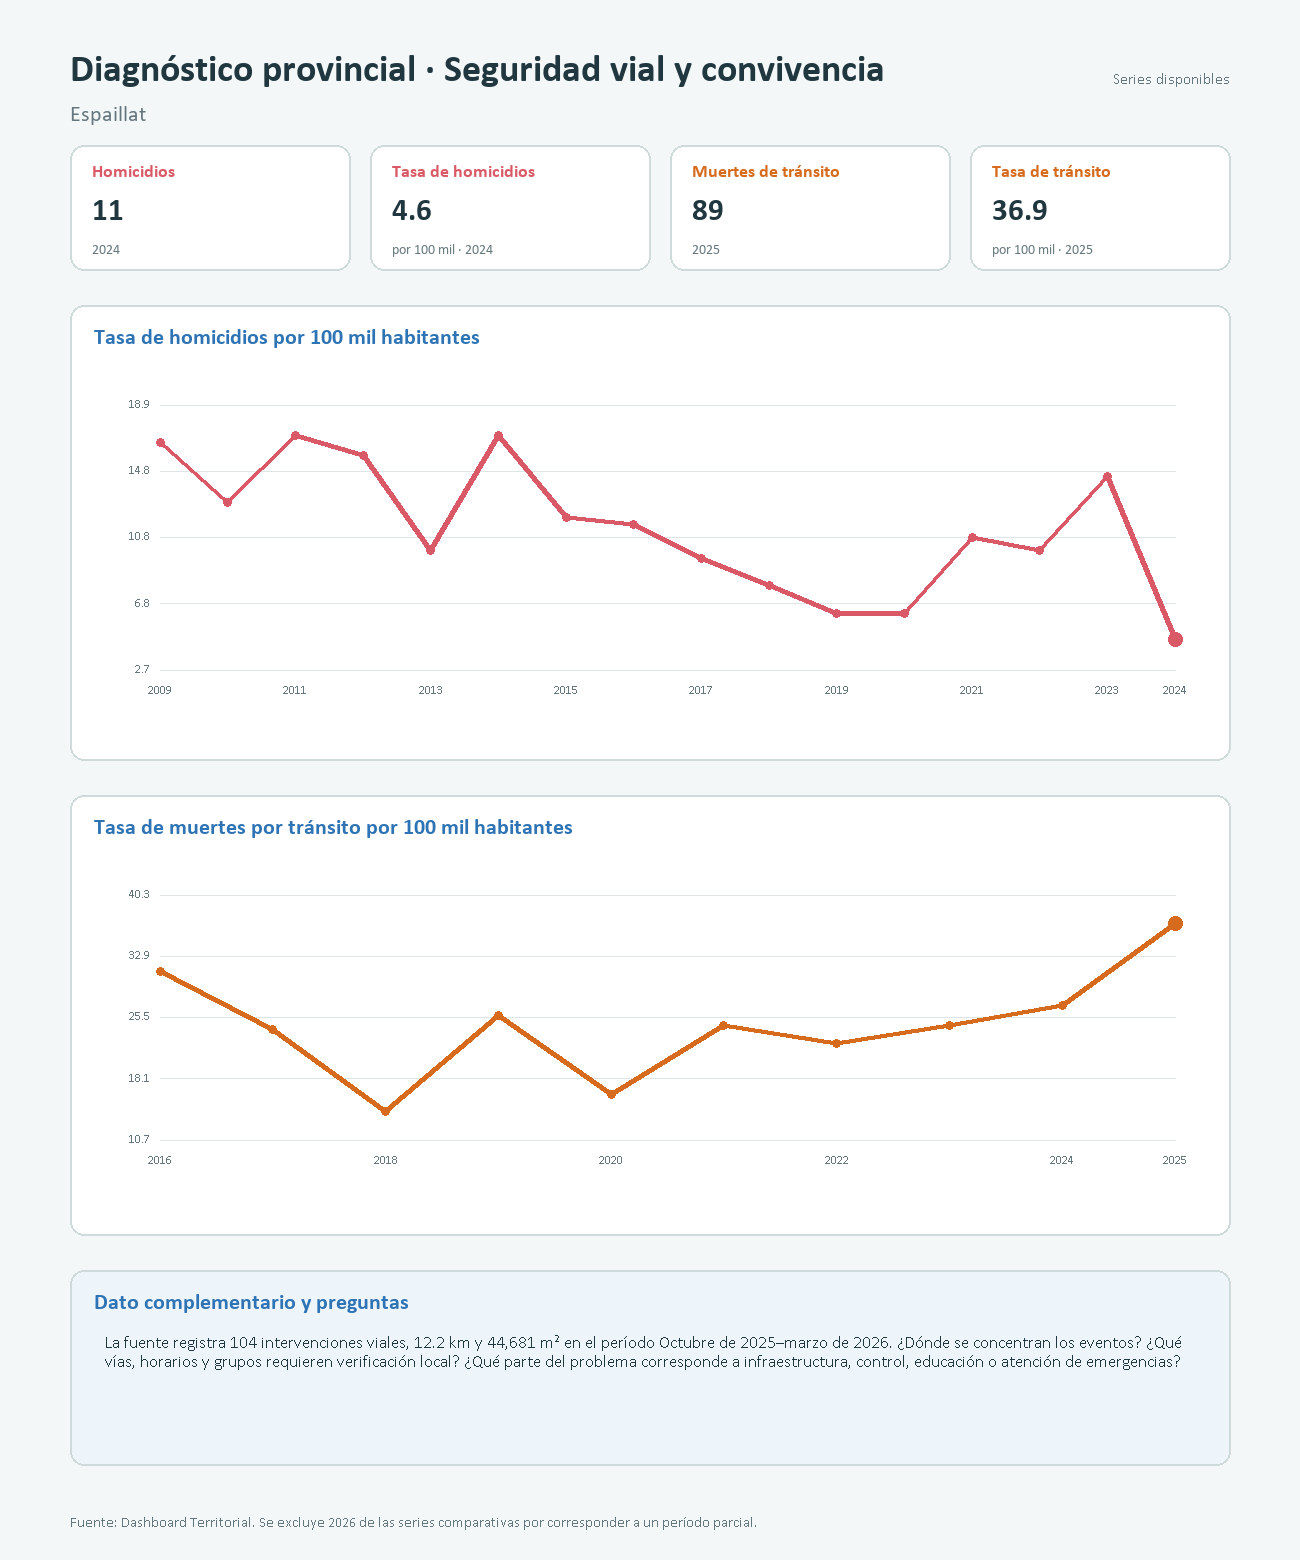 Diagnóstico provincial · Seguridad vial y convivencia
Series disponibles
Espaillat
Homicidios
11
2024
Tasa de homicidios
4.6
por 100 mil · 2024
Muertes de tránsito
89
2025
Tasa de tránsito
36.9
por 100 mil · 2025
Tasa de homicidios por 100 mil habitantes
18.9
14.8
10.8
6.8
2.7
2009 2011 2013 2015 2017 2019 2021 2023 2024
Tasa de muertes por tránsito por 100 mil habitantes
40.3
32.9
25.5
18.1
10.7
2016 2018 2020 2022 2024 2025
Dato complementario y preguntas
La fuente registra 104 intervenciones viales, 12.2 km y 44,681 m² en el período Octubre de 2025–marzo de 2026. ¿Dónde se concentran los eventos? ¿Qué
vías, horarios y grupos requieren verificación local? ¿Qué parte del problema corresponde a infraestructura, control, educación o atención de emergencias?
Fuente: Dashboard Territorial. Se excluye 2026 de las series comparativas por corresponder a un período parcial.